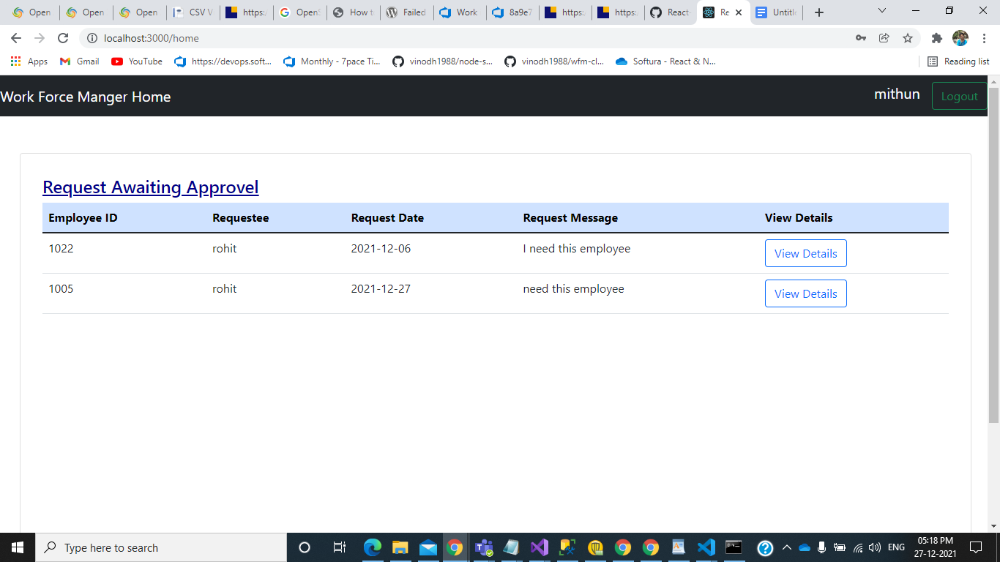 Open Open Open CSV V https:/ OpenS How t Failed Work 8a9e7 https:/ https:/ React- Re Untitle
localhost:3000/home
Apps Gmail YouTube https://devops.soft... Monthly - 7pace Ti... vinodh1988/node-s... vinodh1988/wfm-cl... Softura - React & N... Reading list
Work Force Manger Home mithun Logout
Request Awaiting Approvel
Employee ID Requestee Request Date Request Message View Details
1022 rohit 2021-12-06 I need this employee View Details
1005 rohit 2021-12-27 need this employee View Details
Type here to search ENG 05:18 PM
27-12-2021